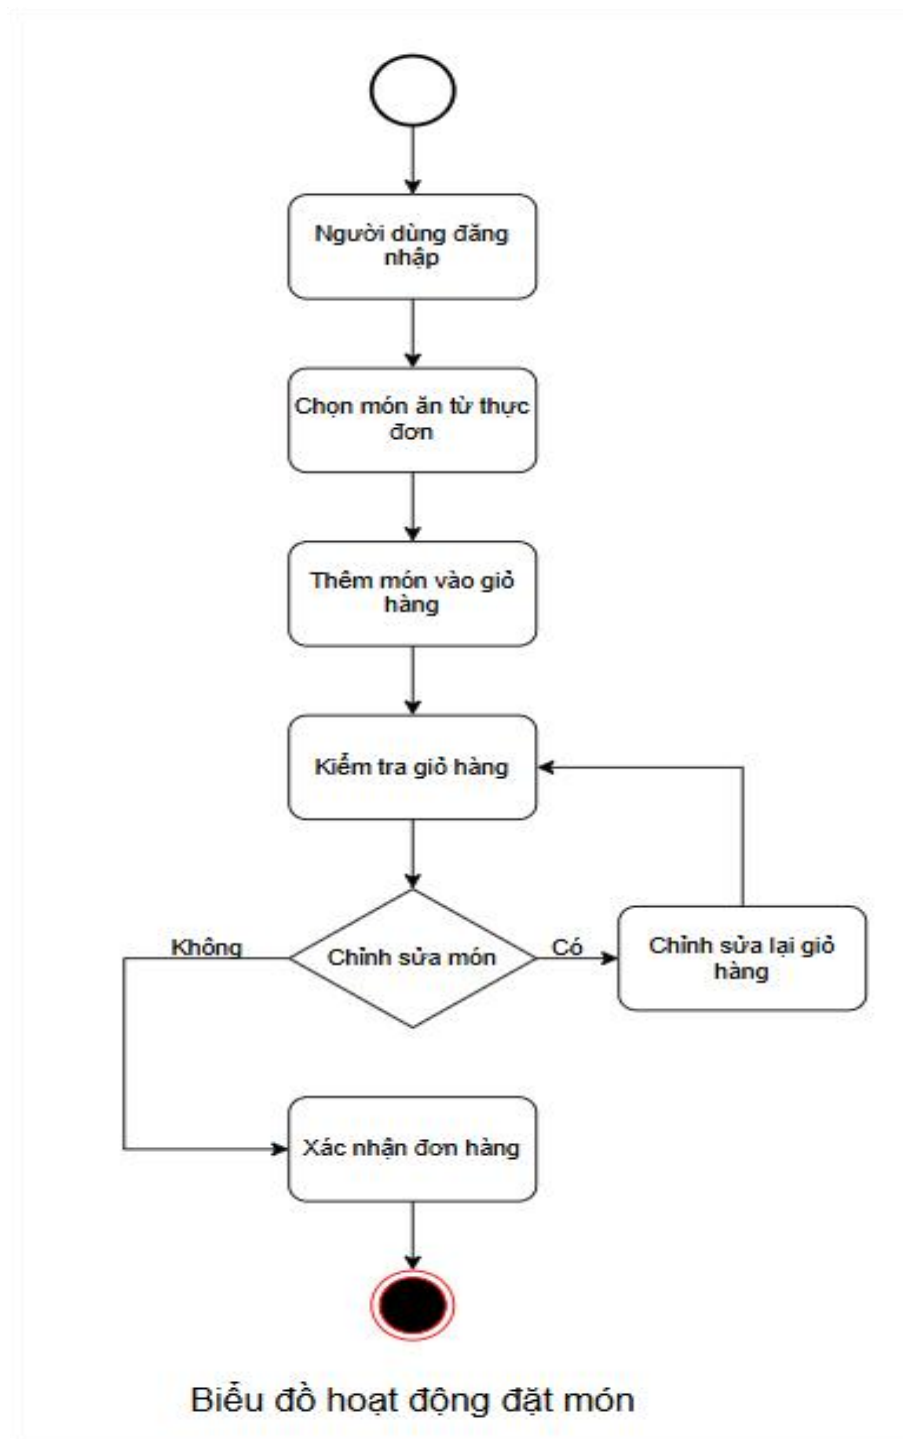 Người dùng đăng
nhập
Chọn món ăn từ thực
đơn
Thêm món vào giỏ
hàng
Kiểm tra giỏ hàng
Không
Chỉnh sửa món
Có
Chỉnh sửa lại giỏ
hàng
Xác nhận đơn hàng
Biểu đồ hoạt động đặt món